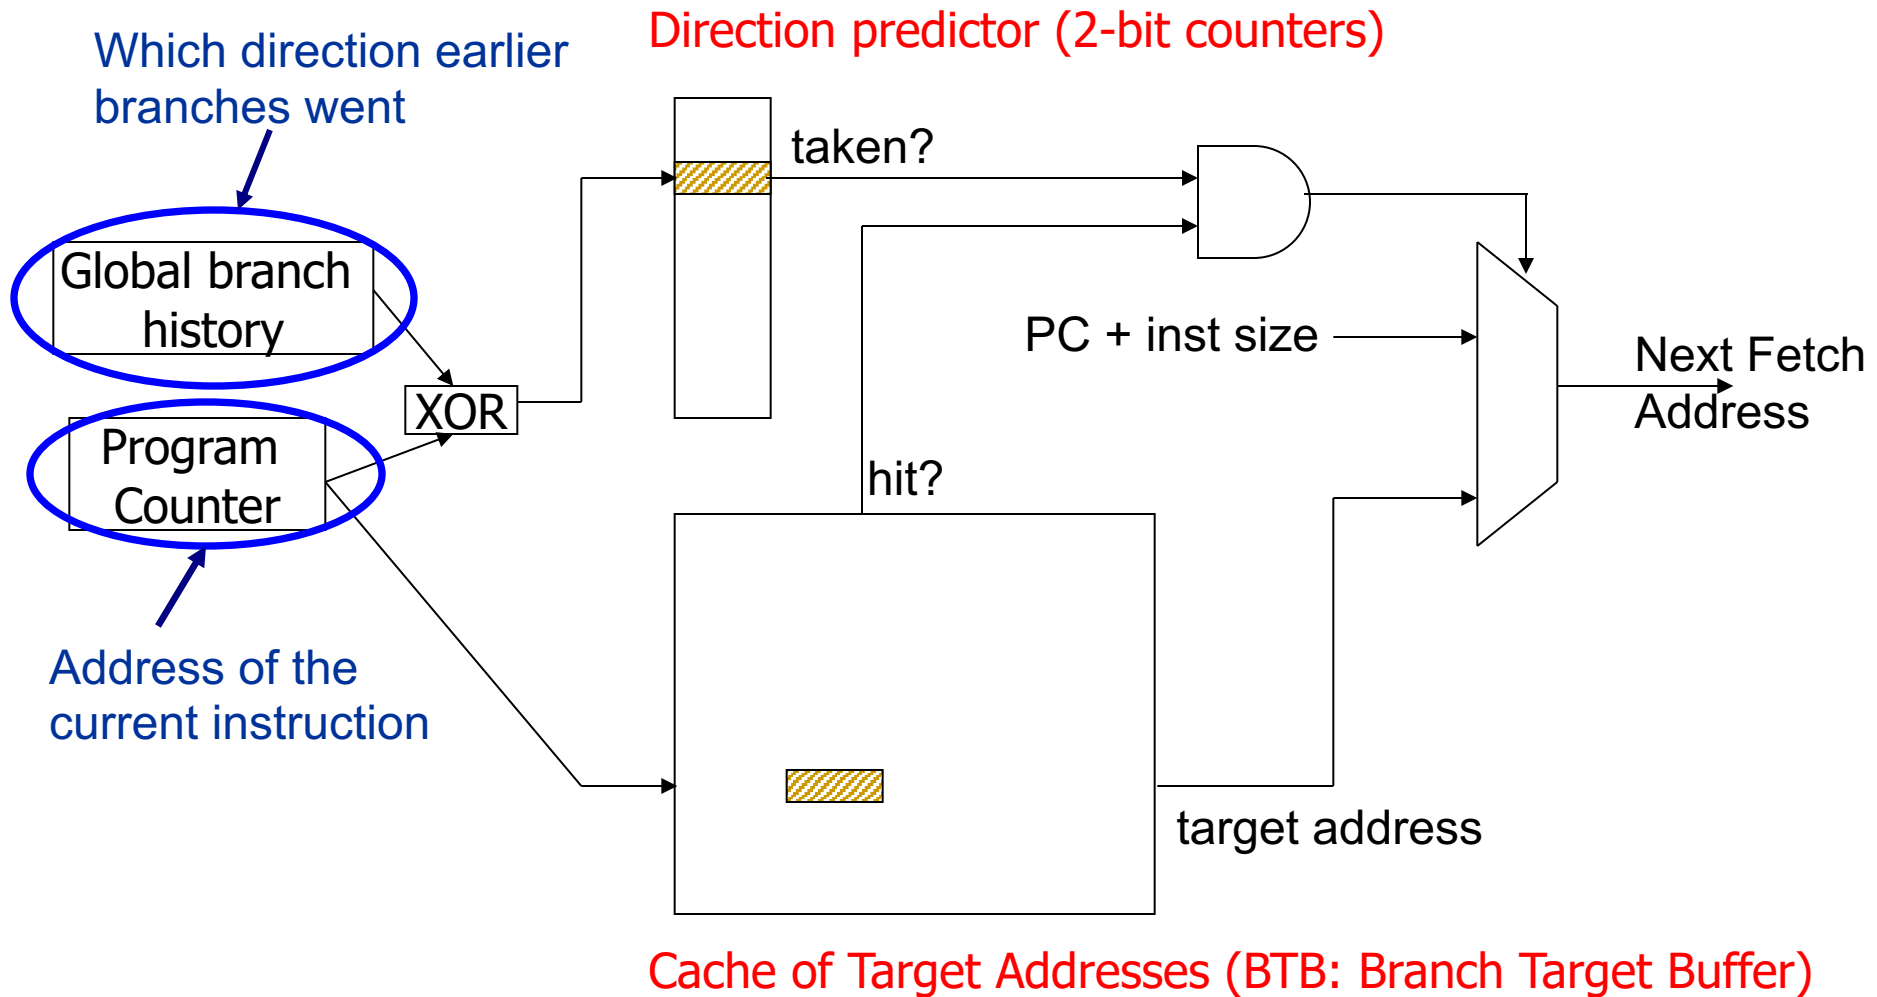 Direction predictor (2-bit counters)
Which direction earlier
branches went
taken?
Global branch
history
PC + inst size
Next Fetch
Address
XOR
Program
Counter
hit?
Address of the
current instruction
target address
Cache of Target Addresses (BTB: Branch Target Buffer)